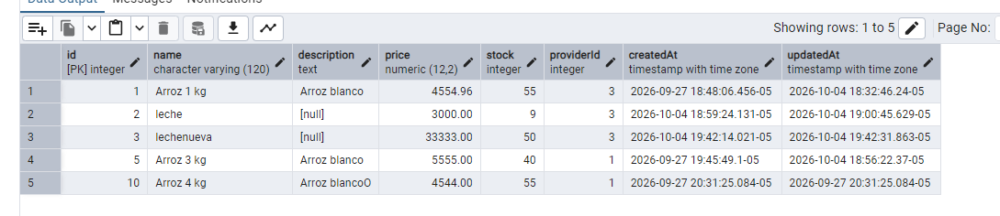 Data Output Messages Notifications
Showing rows: 1 to 5 Page No:
id name description price stock providerId createdAt updatedAt
[PK] integer character varying (120) text numeric (12,2) integer integer timestamp with time zone timestamp with time zone
1 1 Arroz 1 kg Arroz blanco 4554.96 55 3 2026-09-27 18:48:06.456-05 2026-10-04 18:32:46.24-05
2 2 leche [null] 3000.00 9 3 2026-10-04 18:59:24.131-05 2026-10-04 19:00:45.629-05
3 3 lechenueva [null] 33333.00 50 3 2026-10-04 19:42:14.021-05 2026-10-04 19:42:31.863-05
4 5 Arroz 3 kg Arroz blanco 5555.00 40 1 2026-09-27 19:45:49.1-05 2026-10-04 18:56:22.37-05
5 10 Arroz 4 kg Arroz blancoO 4544.00 55 1 2026-09-27 20:31:25.084-05 2026-09-27 20:31:25.084-05